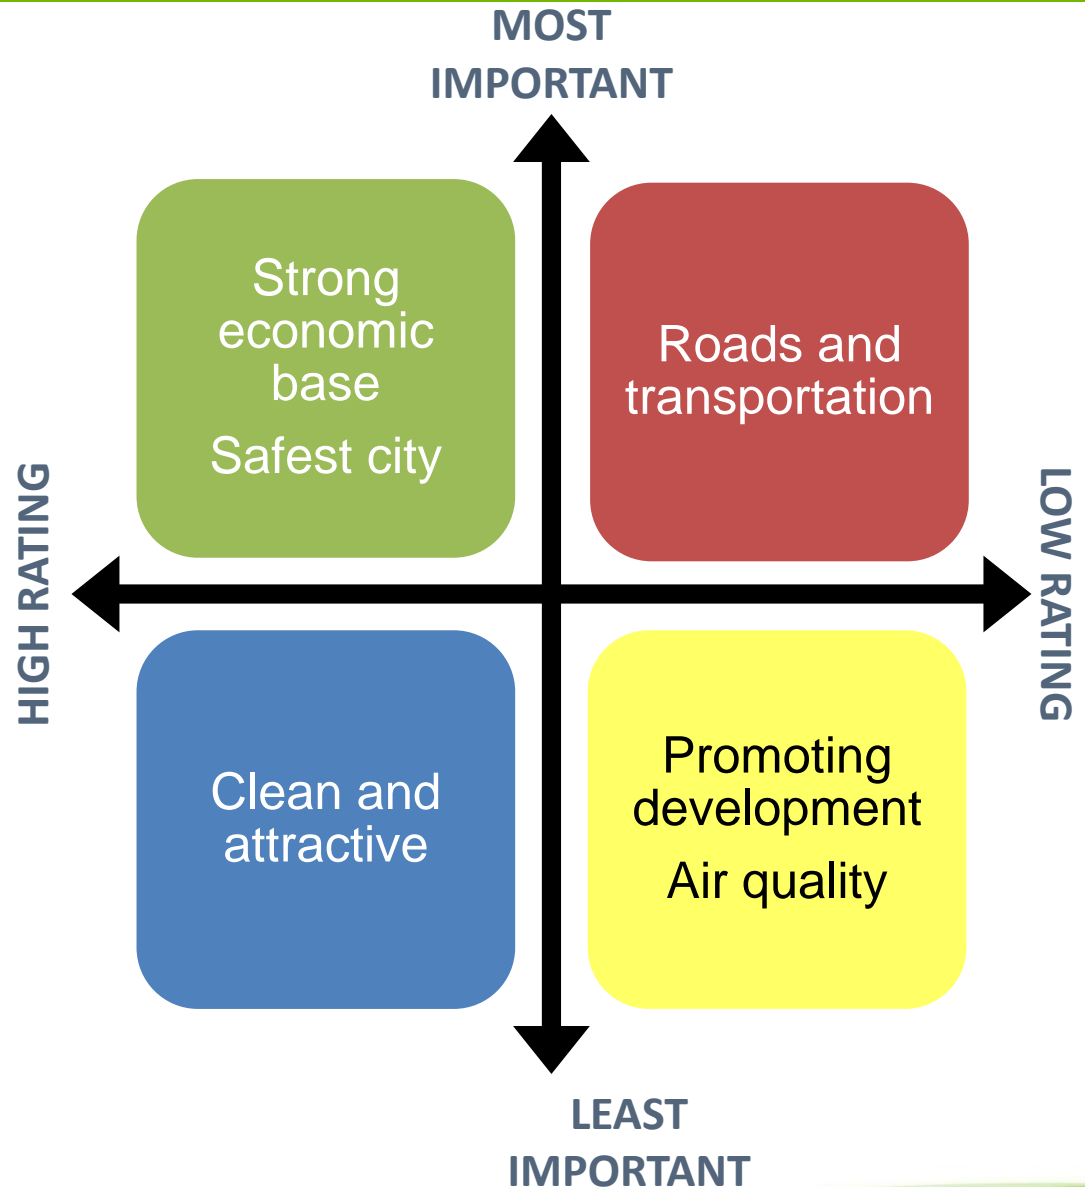 MOST
IMPORTANT
Strong
economic
base
Safest city
Roads and
transportation
HIGH RATING
LOW RATING
Clean and
attractive
Promoting
development
Air quality
LEAST
IMPORTANT